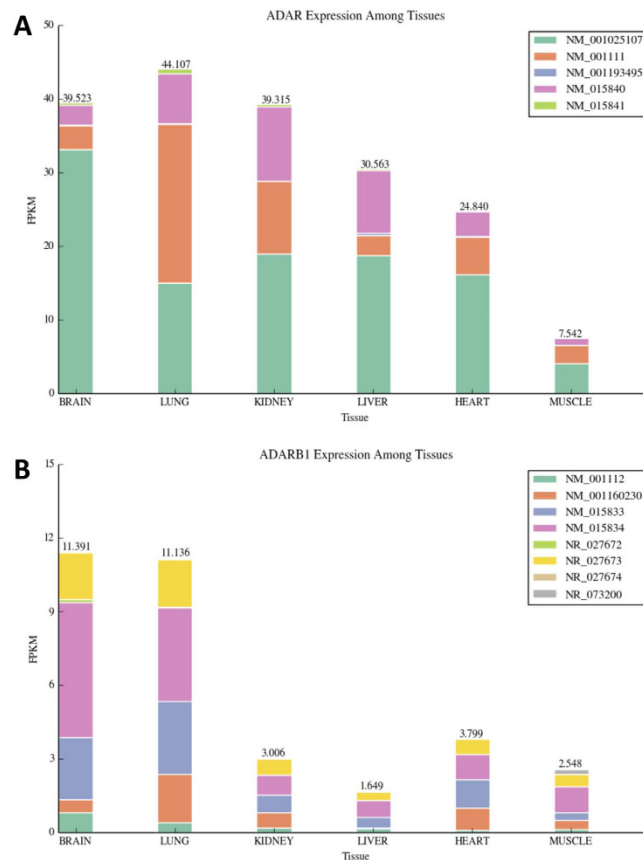 A
ADAR Expression Among Tissues
50
40
30
20
10
0
FPKM
39.523
44.107
39.315
30.563
24.840
7.542
NM_001025107
NM_001111
NM_001193495
NM_015840
NM_015841
BRAIN LUNG KIDNEY LIVER HEART MUSCLE
Tissue
B
ADARB1 Expression Among Tissues
15
12
9
6
3
0
FPKM
11.391
11.136
3.006
1.649
3.799
2.548
NM_001112
NM_001160230
NM_015833
NM_015834
NR_027672
NR_027673
NR_027674
NR_073200
BRAIN LUNG KIDNEY LIVER HEART MUSCLE
Tissue